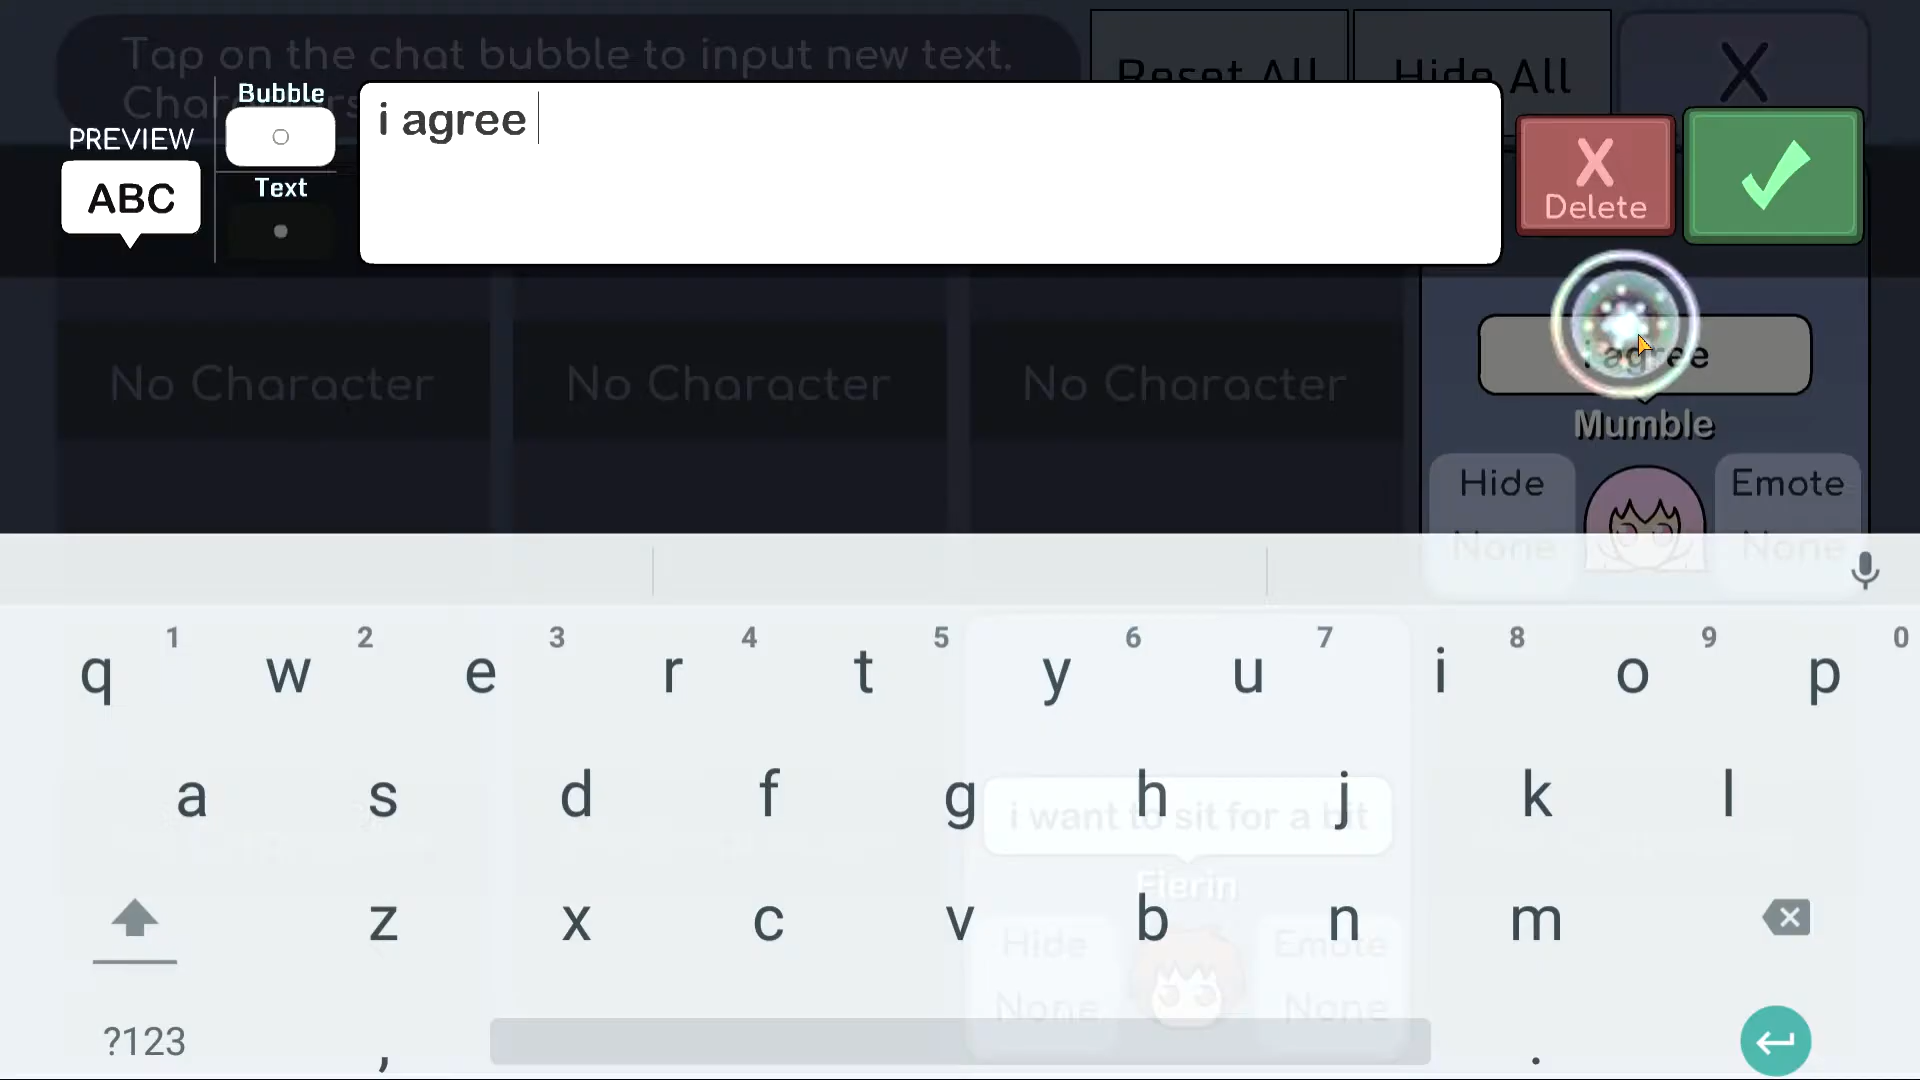 Tap on the chat bubble to input new text.
Reset All
Hide All
X
Bubble
PREVIEW
ABC
Text
i agree
X
Delete
No Character
No Character
No Character
i agree
Mumble
Hide
Emote
None
None
1 2 3 4 5 6 7 8 9 0
q w e r t y u i o p
a s d f g h j k l
i want to sit for a bit
Fierin
z x c v b n m
Hide
Emote
None
None
?123 , .